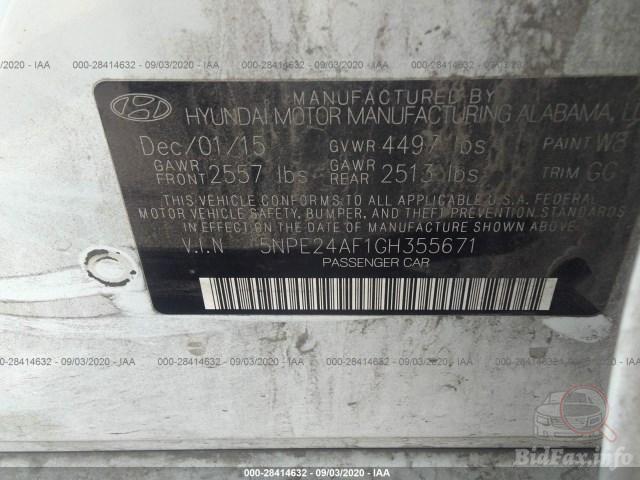 000-28414632 - 09/03/2020 - IAA
MANUFACTURED BY
HYUNDAI MOTOR MANUFACTURING ALABAMA,
Dec/01/15 GVWR 4497 lbs PAINT W8
GAWR FRONT 2557 lbs GAWR REAR 2513 lbs TRIM GC
THIS VEHICLE CONFORMS TO ALL APPLICABLE U.S.A. FEDERAL
MOTOR VEHICLE SAFETY, BUMPER, AND THEFT PREVENTION
STANDARDS IN EFFECT ON THE DATE OF MANUFACTURE SHOWN ABOVE.
V.I.N 5NPE24AF1GH355671
PASSENGER CAR
000-28414632 - 09/03/2020 - IAA
000-28414632 - 09/03/2020 - IAA
BidFax.info